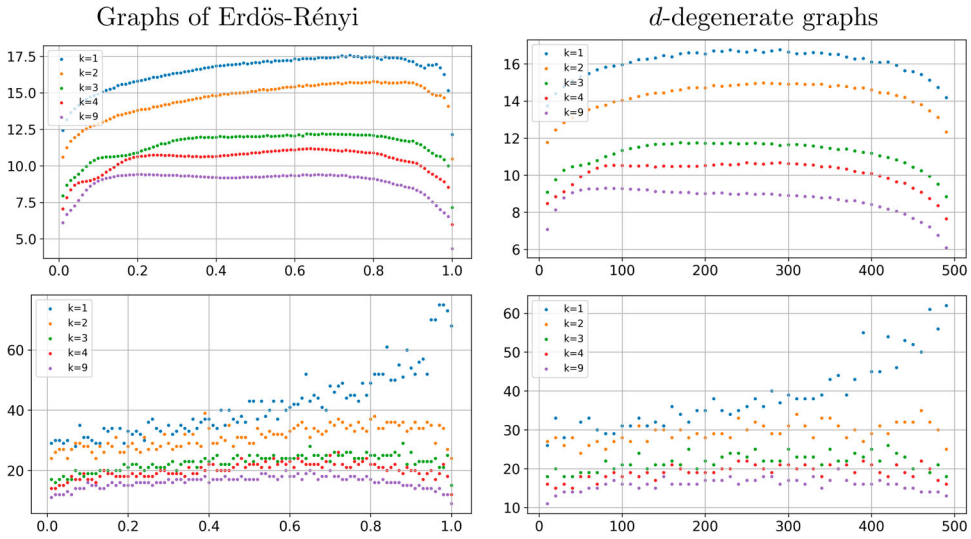 Graphs of Erdös-Rényi
d-degenerate graphs
17.5
15.0
12.5
10.0
7.5
5.0
k=1
k=2
k=3
k=4
k=9
0.0 0.2 0.4 0.6 0.8 1.0
16
14
12
10
8
6
k=1
k=2
k=3
k=4
k=9
0 100 200 300 400 500
60
40
20
k=1
k=2
k=3
k=4
k=9
0.0 0.2 0.4 0.6 0.8 1.0
60
50
40
30
20
10
k=1
k=2
k=3
k=4
k=9
0 100 200 300 400 500